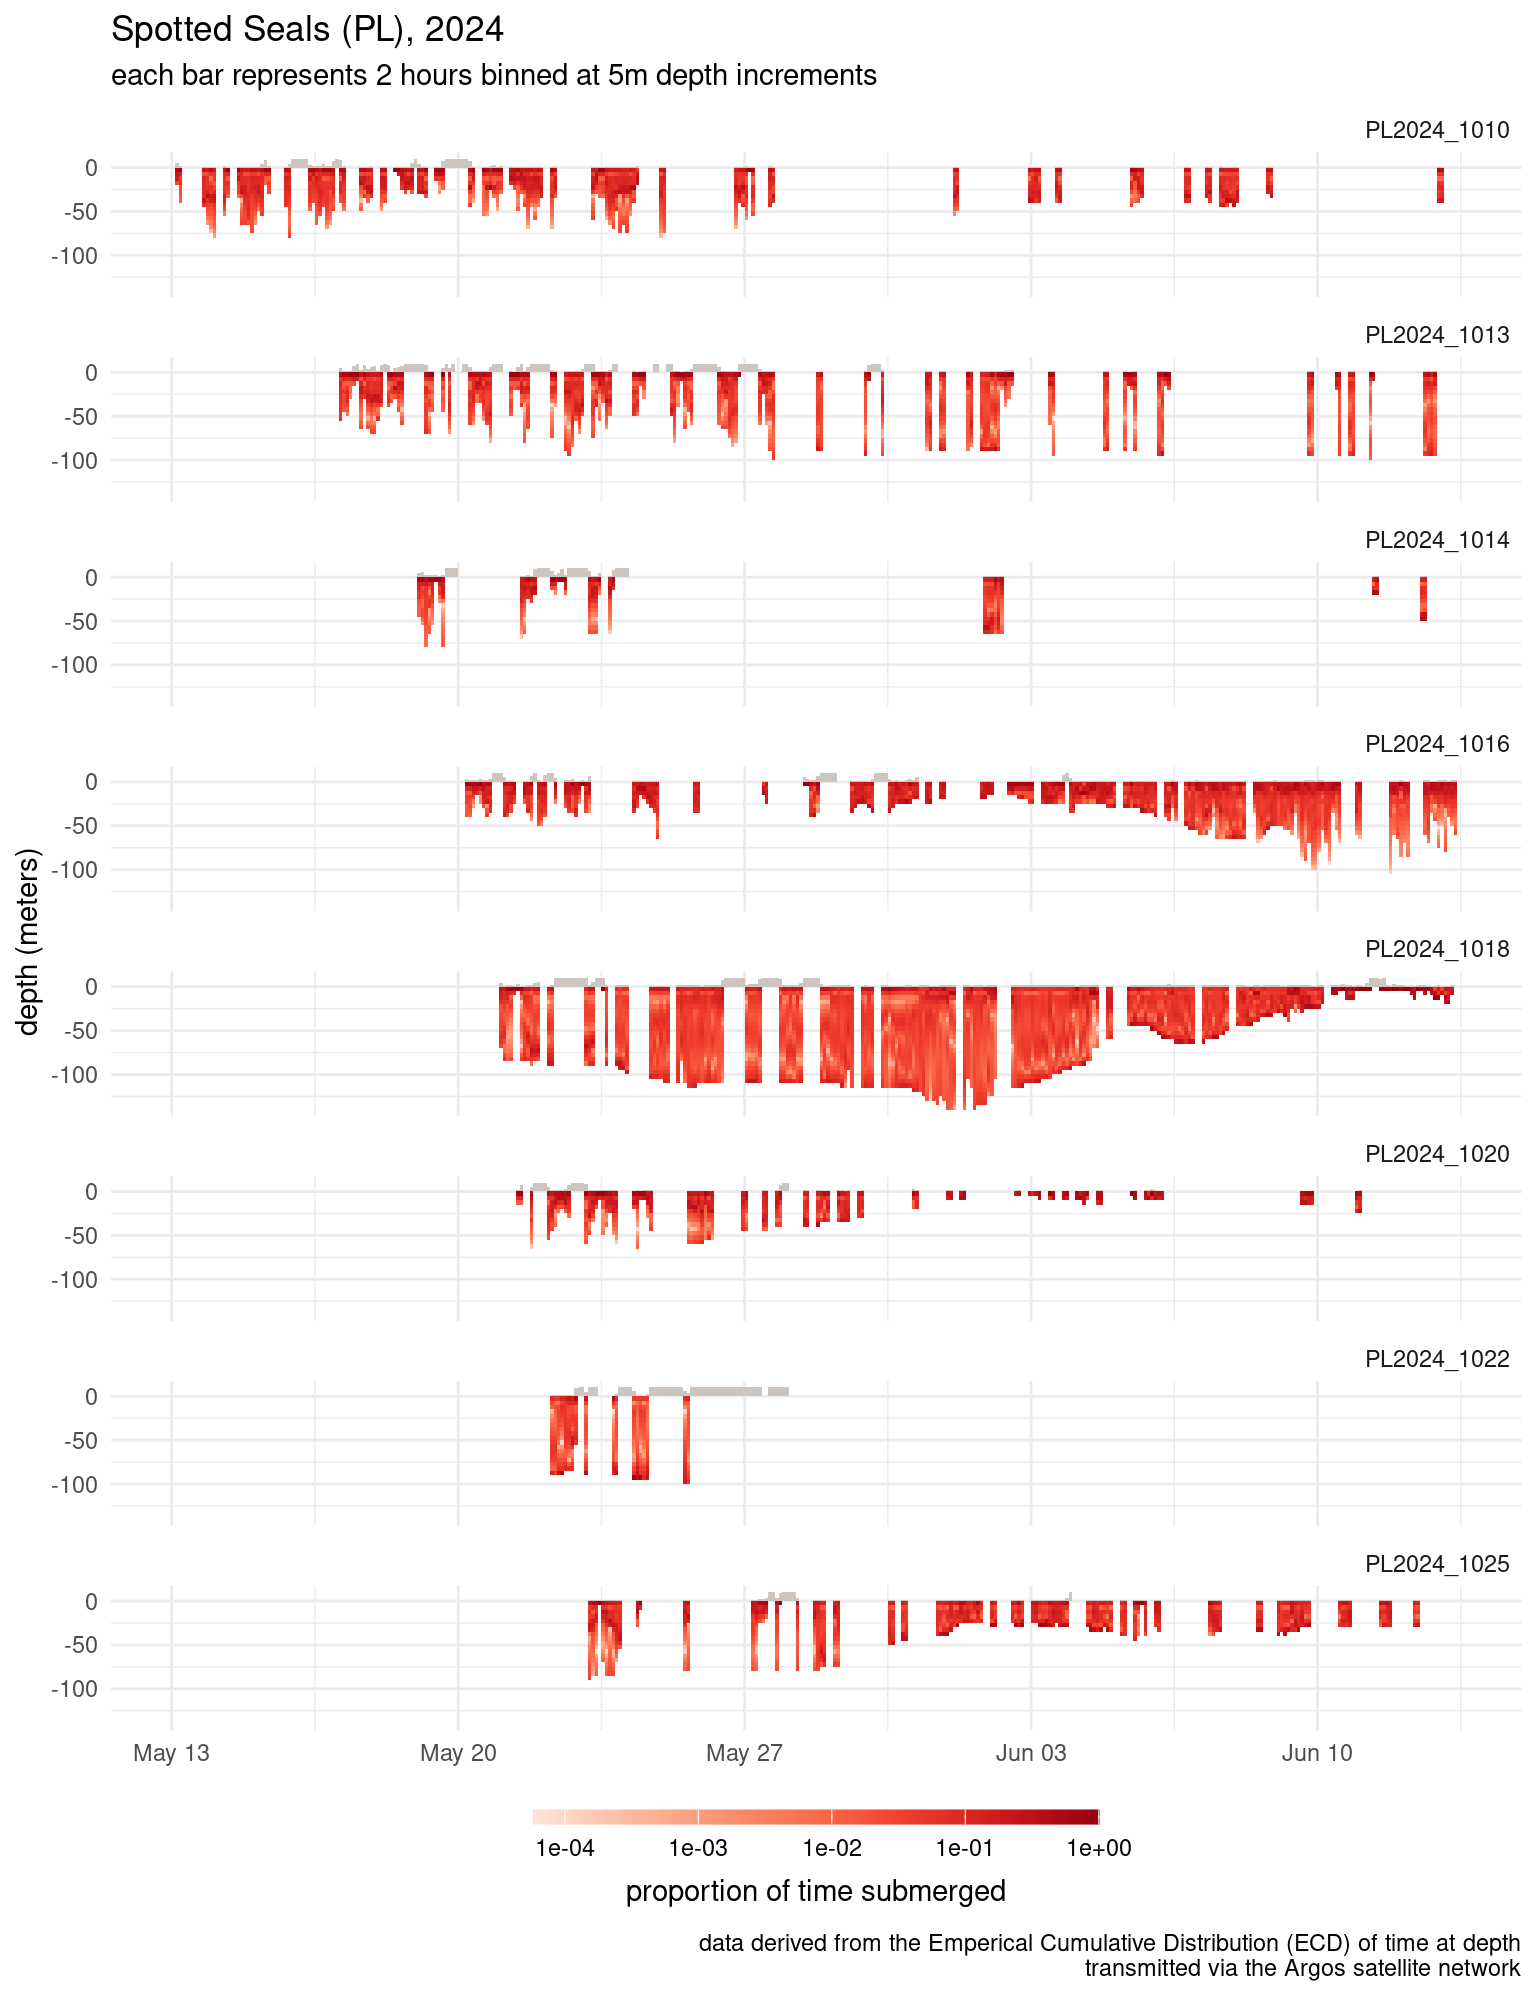 Spotted Seals (PL), 2024
each bar represents 2 hours binned at 5m depth increments
PL2024_1010
0
-50
-100
PL2024_1013
0
-50
-100
PL2024_1014
0
-50
-100
PL2024_1016
0
-50
-100
depth (meters)
PL2024_1018
0
-50
-100
PL2024_1020
0
-50
-100
PL2024_1022
0
-50
-100
PL2024_1025
0
-50
-100
May 13 May 20 May 27 Jun 03 Jun 10
1e-04 1e-03 1e-02 1e-01 1e+00
proportion of time submerged
data derived from the Emperical Cumulative Distribution (ECD) of time at depth
transmitted via the Argos satellite network